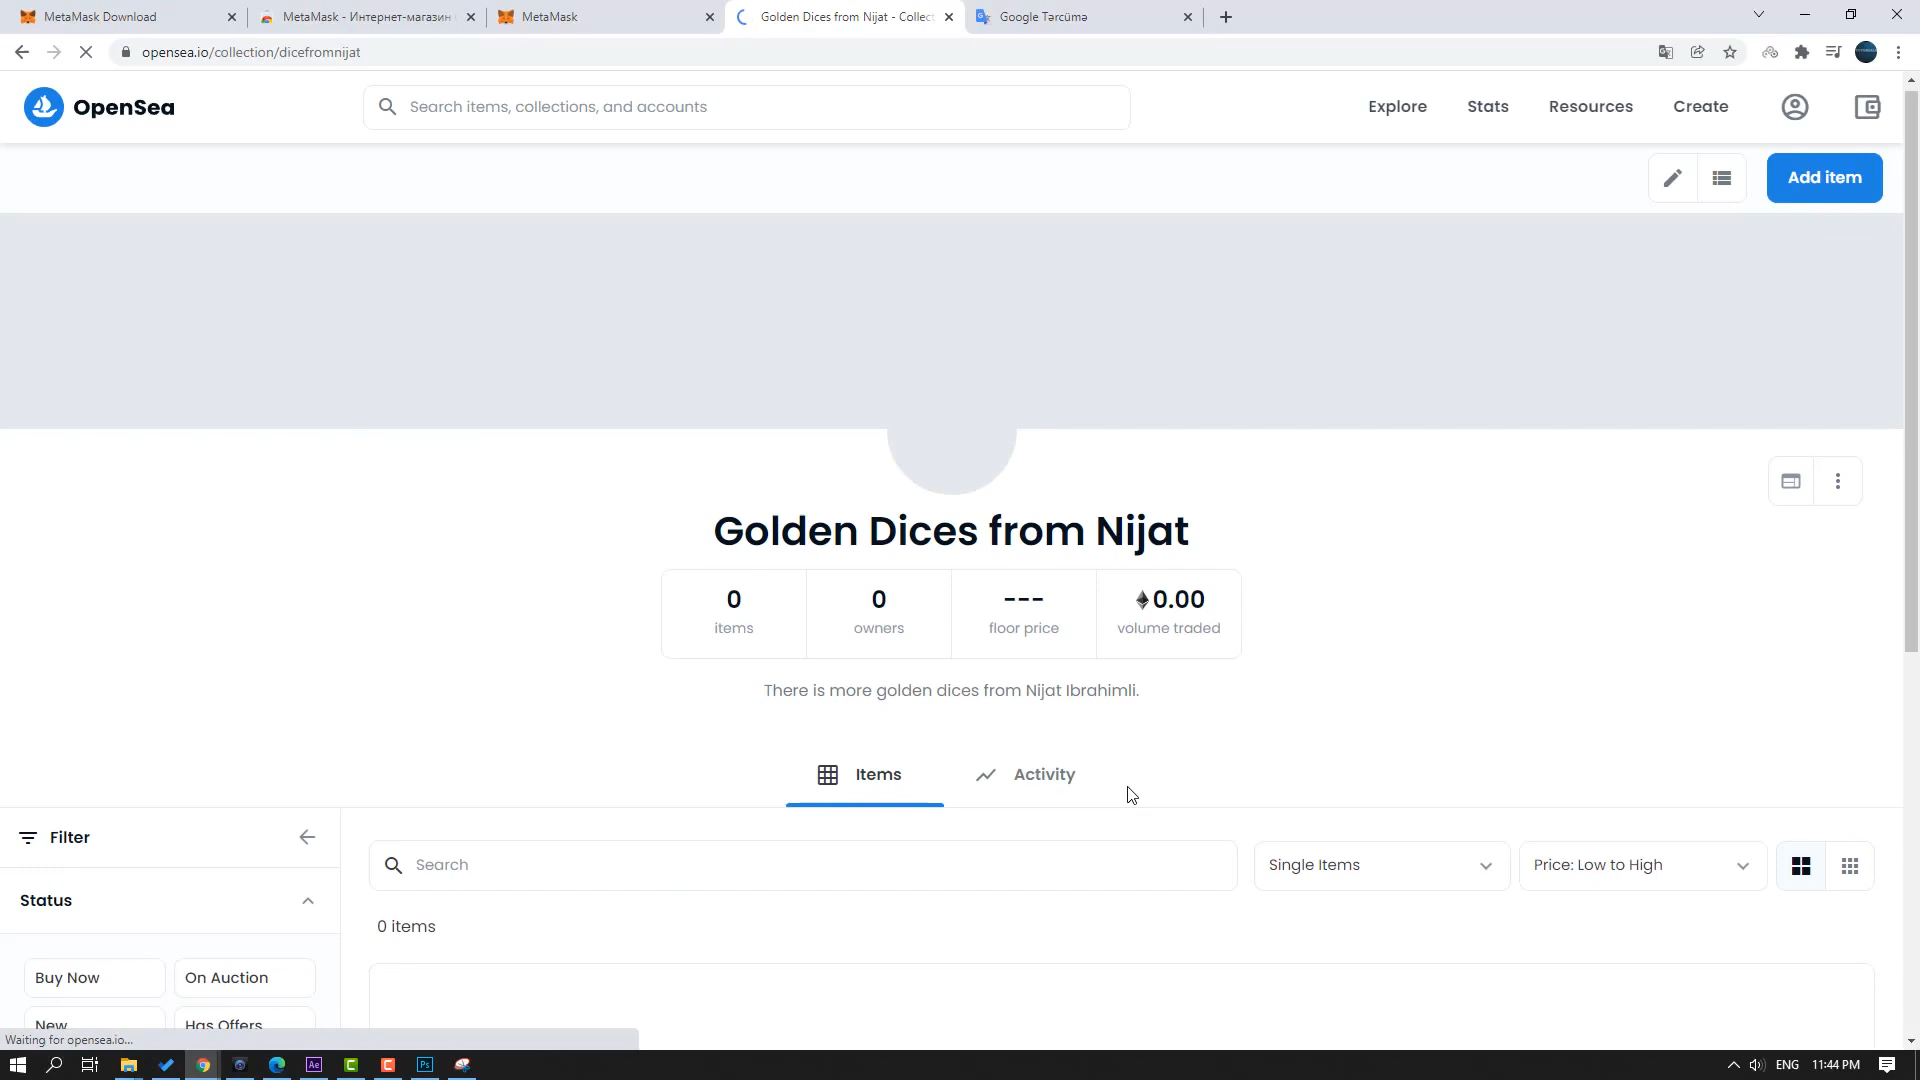 MetaMask Download
MetaMask - Интернет-магазин
MetaMask
Golden Dices from Nijat - Collect
Google Tərcümə
opensea.io/collection/dicefromnijat
OpenSea
Search items, collections, and accounts
Explore
Stats
Resources
Create
Add item
Golden Dices from Nijat
0
items
0
owners
---
floor price
0.00
volume traded
There is more golden dices from Nijat Ibrahimli.
Items
Activity
Filter
Search
Single Items
Price: Low to High
Status
0 items
Buy Now
On Auction
New
Has Offers
Waiting for opensea.io...
Ae
C
C
Ps
ENG
11:44 PM